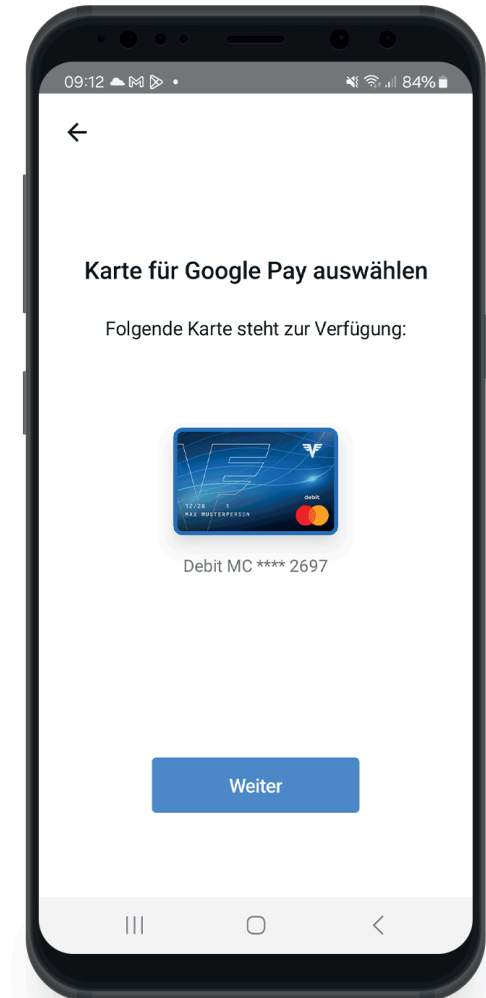 09:12
84%
Karte für Google Pay auswählen
Folgende Karte steht zur Verfügung:
debit
12/28 1
MAX MUSTERPERSON
Debit MC **** 2697
Weiter